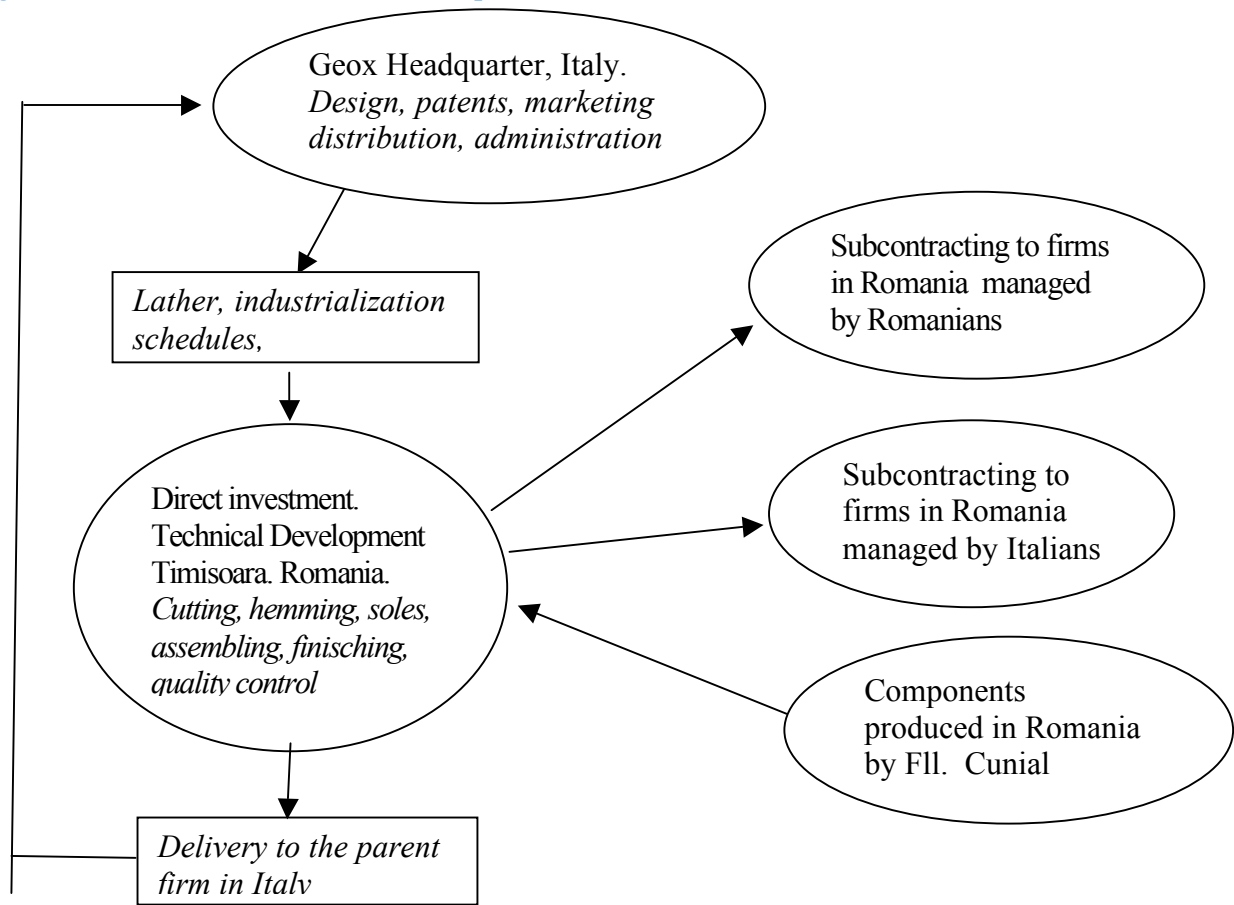 Geox Headquarter, Italy.
Design, patents, marketing
distribution, administration
Lather, industrialization
schedules,
Subcontracting to firms
in Romania managed
by Romanians
Direct investment.
Technical Development
Timisoara. Romania.
Cutting, hemming, soles,
assembling, finisching,
quality control
Subcontracting to
firms in Romania
managed by Italians
Components
produced in Romania
by Fll. Cunial
Delivery to the parent
firm in Italy